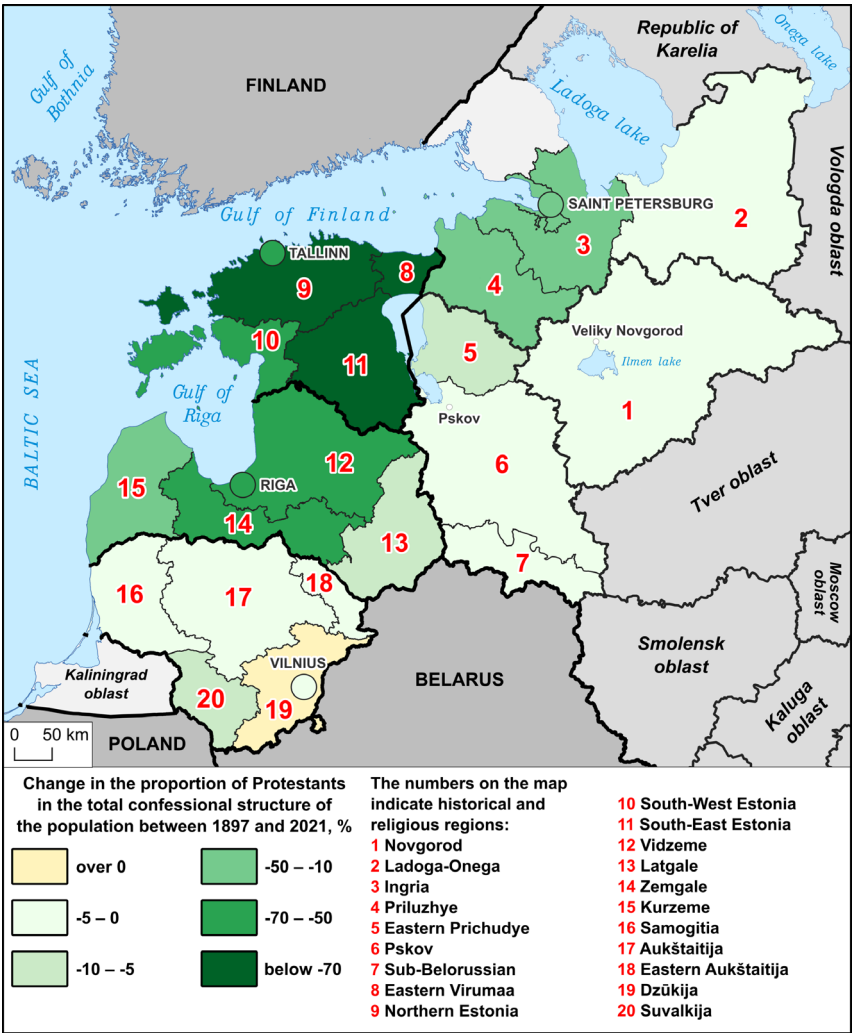 Republic of
Karelia
Onega lake
Gulf of
Bothnia
FINLAND
Ladoga lake
Vologda oblast
SAINT PETERSBURG
Gulf of Finland
2
TALLINN
3
8
9
4
10
Veliky Novgorod
11
5
Ilmen lake
BALTIC SEA
Gulf of
Riga
Pskov
1
12
6
Tver oblast
15
RIGA
14
13
7
Moscow
oblast
16
17
18
Smolensk
oblast
VILNIUS
Kaliningrad
oblast
BELARUS
20
19
Kaluga
oblast
0 50 km
POLAND
Change in the proportion of Protestants
in the total confessional structure of
the population between 1897 and 2021, %
over 0
-5 – 0
-10 – -5
-50 – -10
-70 – -50
below -70
The numbers on the map
indicate historical and
religious regions:
1 Novgorod
2 Ladoga-Onega
3 Ingria
4 Priluzhye
5 Eastern Prichudye
6 Pskov
7 Sub-Belorussian
8 Eastern Virumaa
9 Northern Estonia
10 South-West Estonia
11 South-East Estonia
12 Vidzeme
13 Latgale
14 Zemgale
15 Kurzeme
16 Samogitia
17 Aukštaitija
18 Eastern Aukštaitija
19 Dzūkija
20 Suvalkija